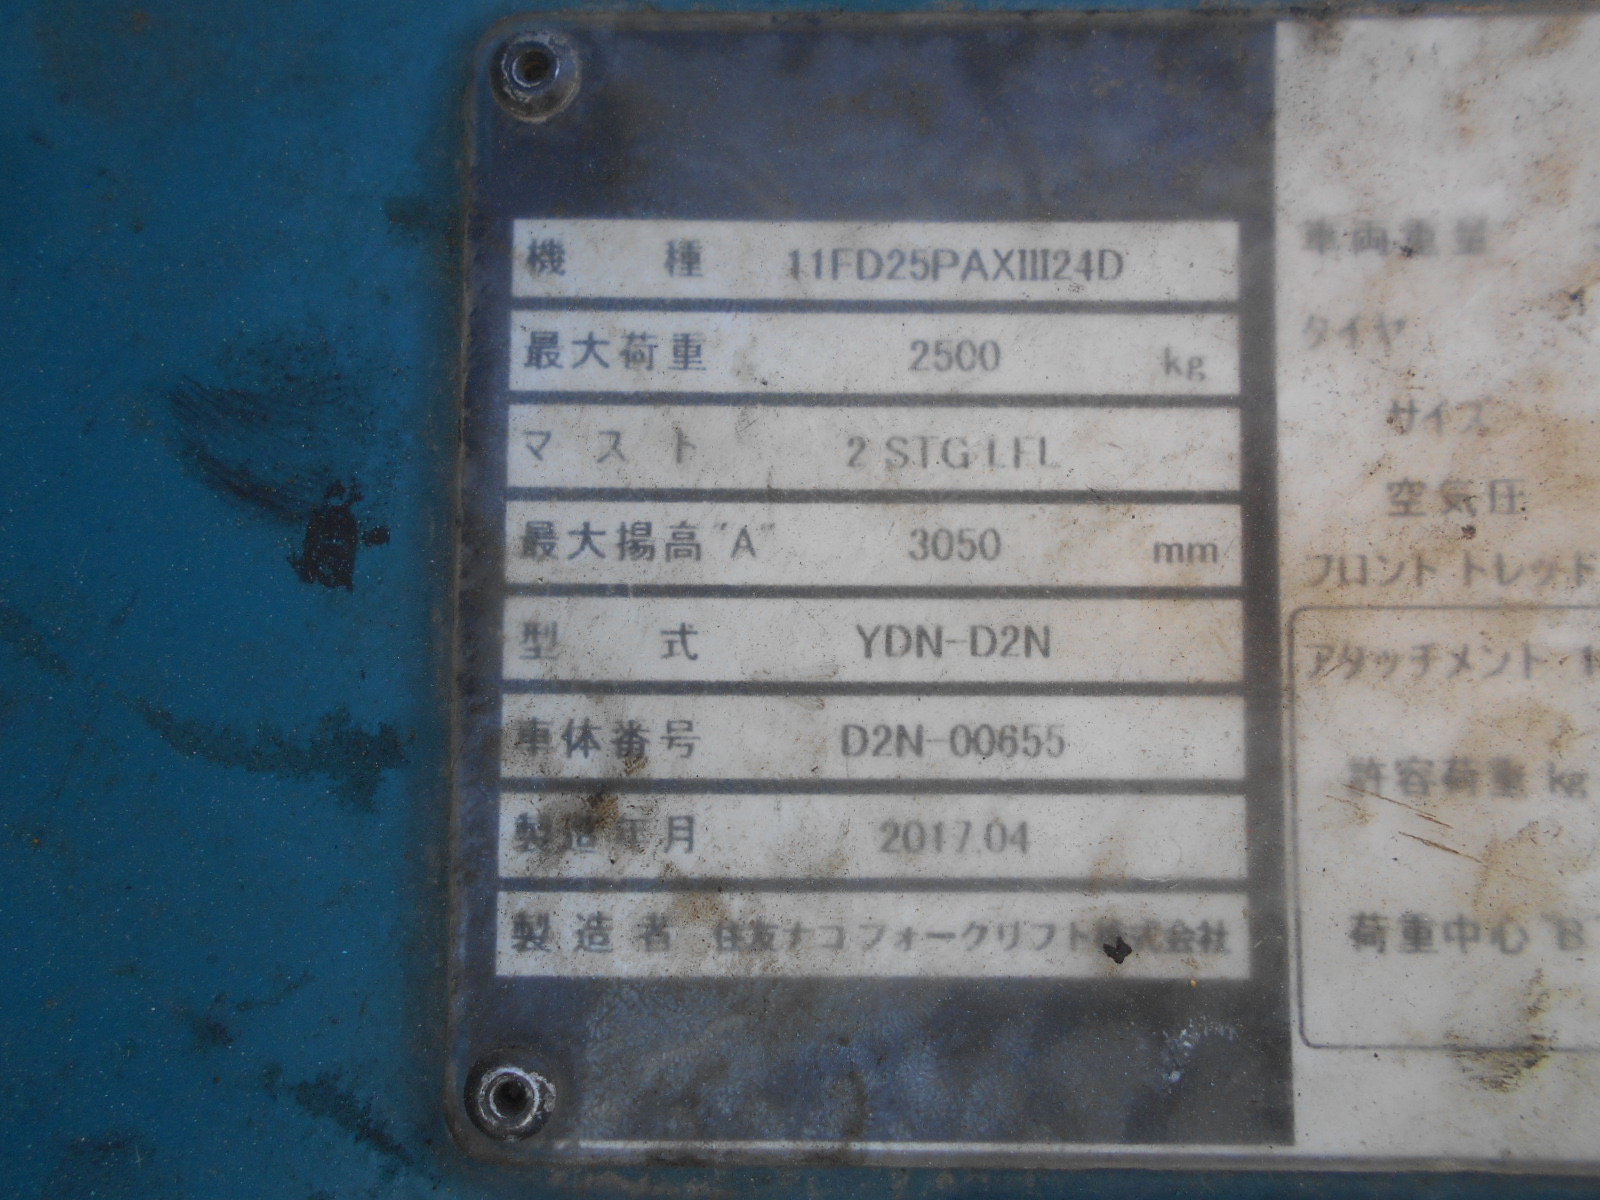 機種 11FD25PAXIII24D
最大荷重 2500 kg
マスト 2 STG LFL
最大揚高"A" 3050 mm
型式 YDN-D2N
車体番号 D2N-00655
製造年月 2017.04
製造者 住友ナコ フォークリフト株式会社
車両重量
タイヤ
サイズ
空気圧
フロント トレッド
アタッチメント 1
許容荷重 kg
荷重中心 "B